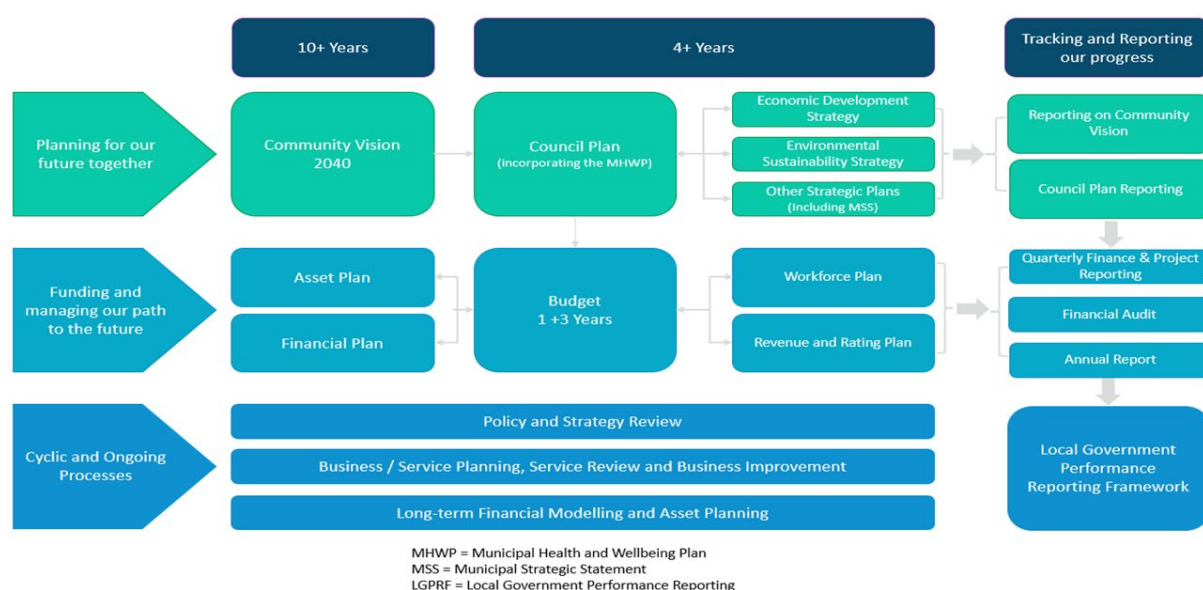 10+ Years
4+ Years
Tracking and Reporting
our progress
Planning for our
future together
Community Vision
2040
Council Plan
(incorporating the MHWP)
Economic Development
Strategy
Environmental
Sustainability Strategy
Other Strategic Plans
(Including MSS)
Reporting on Community
Vision
Council Plan Reporting
Funding and
managing our path
to the future
Asset Plan
Financial Plan
Budget
1 +3 Years
Workforce Plan
Revenue and Rating Plan
Quarterly Finance & Project
Reporting
Financial Audit
Annual Report
Cyclic and Ongoing
Processes
Policy and Strategy Review
Business / Service Planning, Service Review and Business Improvement
Long-term Financial Modelling and Asset Planning
Local Government
Performance
Reporting Framework
MHWP = Municipal Health and Wellbeing Plan
MSS = Municipal Strategic Statement
LGPRF = Local Government Performance Reporting